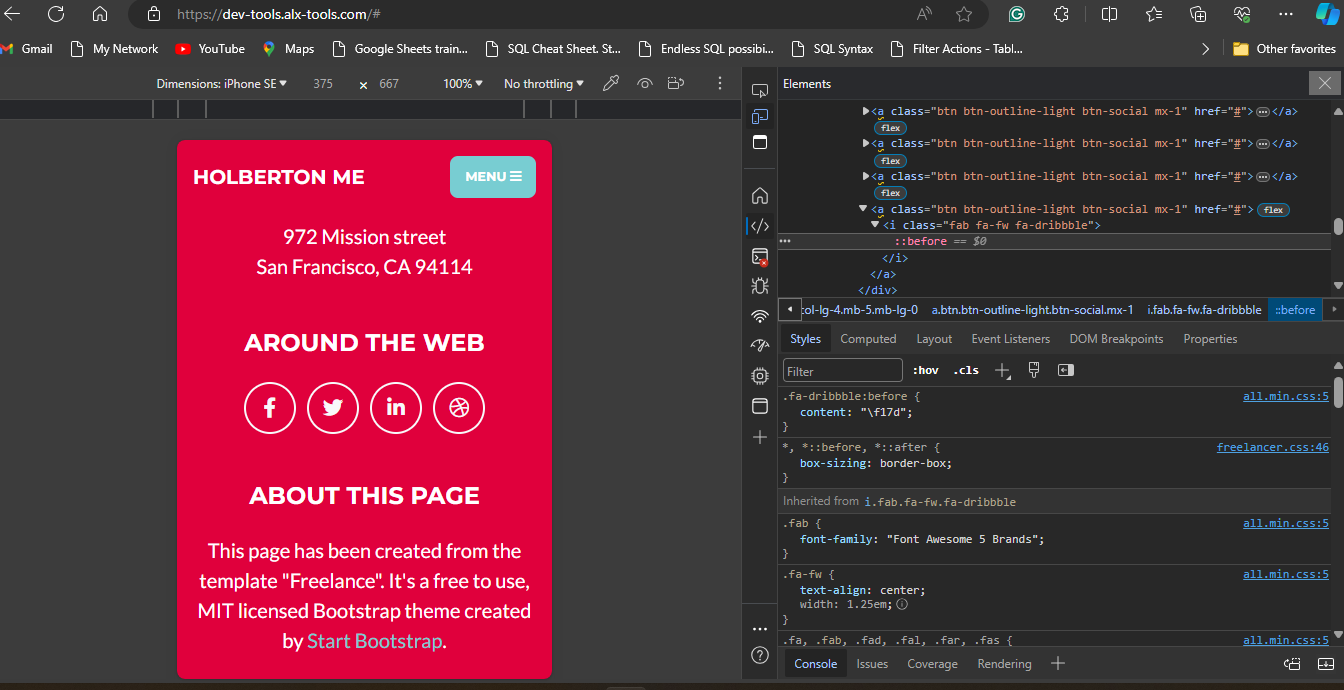 https://dev-tools.alx-tools.com/#
Gmail My Network YouTube Maps Google Sheets train... SQL Cheat Sheet. St... Endless SQL possibi... SQL Syntax Filter Actions - Tabl... Other favorites
Dimensions: iPhone SE 375 × 667 100% No throttling
HOLBERTON ME
MENU
972 Mission street
San Francisco, CA 94114
AROUND THE WEB
ABOUT THIS PAGE
This page has been created from the
template "Freelance". It's a free to use,
MIT licensed Bootstrap theme created
by Start Bootstrap.
Elements
<a class="btn btn-outline-light btn-social mx-1" href="#">…</a>
flex
<a class="btn btn-outline-light btn-social mx-1" href="#">…</a>
flex
<a class="btn btn-outline-light btn-social mx-1" href="#">…</a>
flex
<a class="btn btn-outline-light btn-social mx-1" href="#"> flex
<i class="fab fa-fw fa-dribbble">
::before == $0
</i>
</a>
</div>
col-lg-4.mb-5.mb-lg-0 a.btn.btn-outline-light.btn-social.mx-1 i.fab.fa-fw.fa-dribbble ::before
Styles Computed Layout Event Listeners DOM Breakpoints Properties
Filter :hov .cls
.fa-dribbble:before { all.min.css:5
content: "\f17d";
}
*, *::before, *::after { freelancer.css:46
box-sizing: border-box;
}
Inherited from i.fab.fa-fw.fa-dribbble
.fab { all.min.css:5
font-family: "Font Awesome 5 Brands";
}
.fa-fw { all.min.css:5
text-align: center;
width: 1.25em;
}
.fa, .fab, .fad, .fal, .far, .fas { all.min.css:5
Console Issues Coverage Rendering